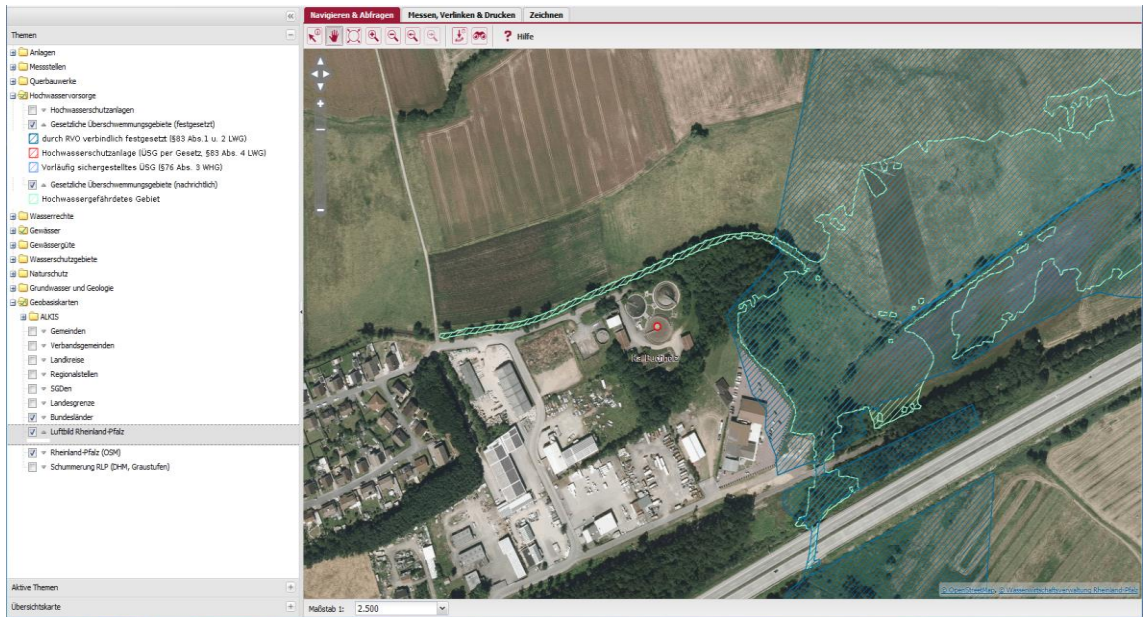 Navigieren & Abfragen
Messen, Verlinken & Drucken
Zeichnen
Themen
Hilfe
Anlagen
Messstellen
Querbauwerke
Hochwasservorsorge
Hochwasserschutzanlagen
Gesetzliche Überschwemmungsgebiete (festgesetzt)
durch RVO verbindlich festgesetzt (§83 Abs.1 u. 2 LWG)
Hochwasserschutzanlage (ÜSG per Gesetz, §83 Abs. 4 LWG)
Vorläufig sichergestelltes ÜSG (§76 Abs. 3 WHG)
Gesetzliche Überschwemmungsgebiete (nachrichtlich)
Hochwassergefährdetes Gebiet
Wasserrechte
Gewässer
Gewässergüte
Wasserschutzgebiete
Naturschutz
Grundwasser und Geologie
Geobasiskarten
ALKIS
Gemeinden
Verbandsgemeinden
Landkreise
Regionalstellen
SGDen
Landesgrenze
Bundesländer
Luftbild Rheinland-Pfalz
Rheinland-Pfalz (OSM)
Schummerung RLP (DHM, Graustufen)
Aktive Themen
Übersichtskarte
© OpenStreetMap, © Wasserwirtschaftsverwaltung Rheinland-Pfalz
Maßstab 1: 2.500